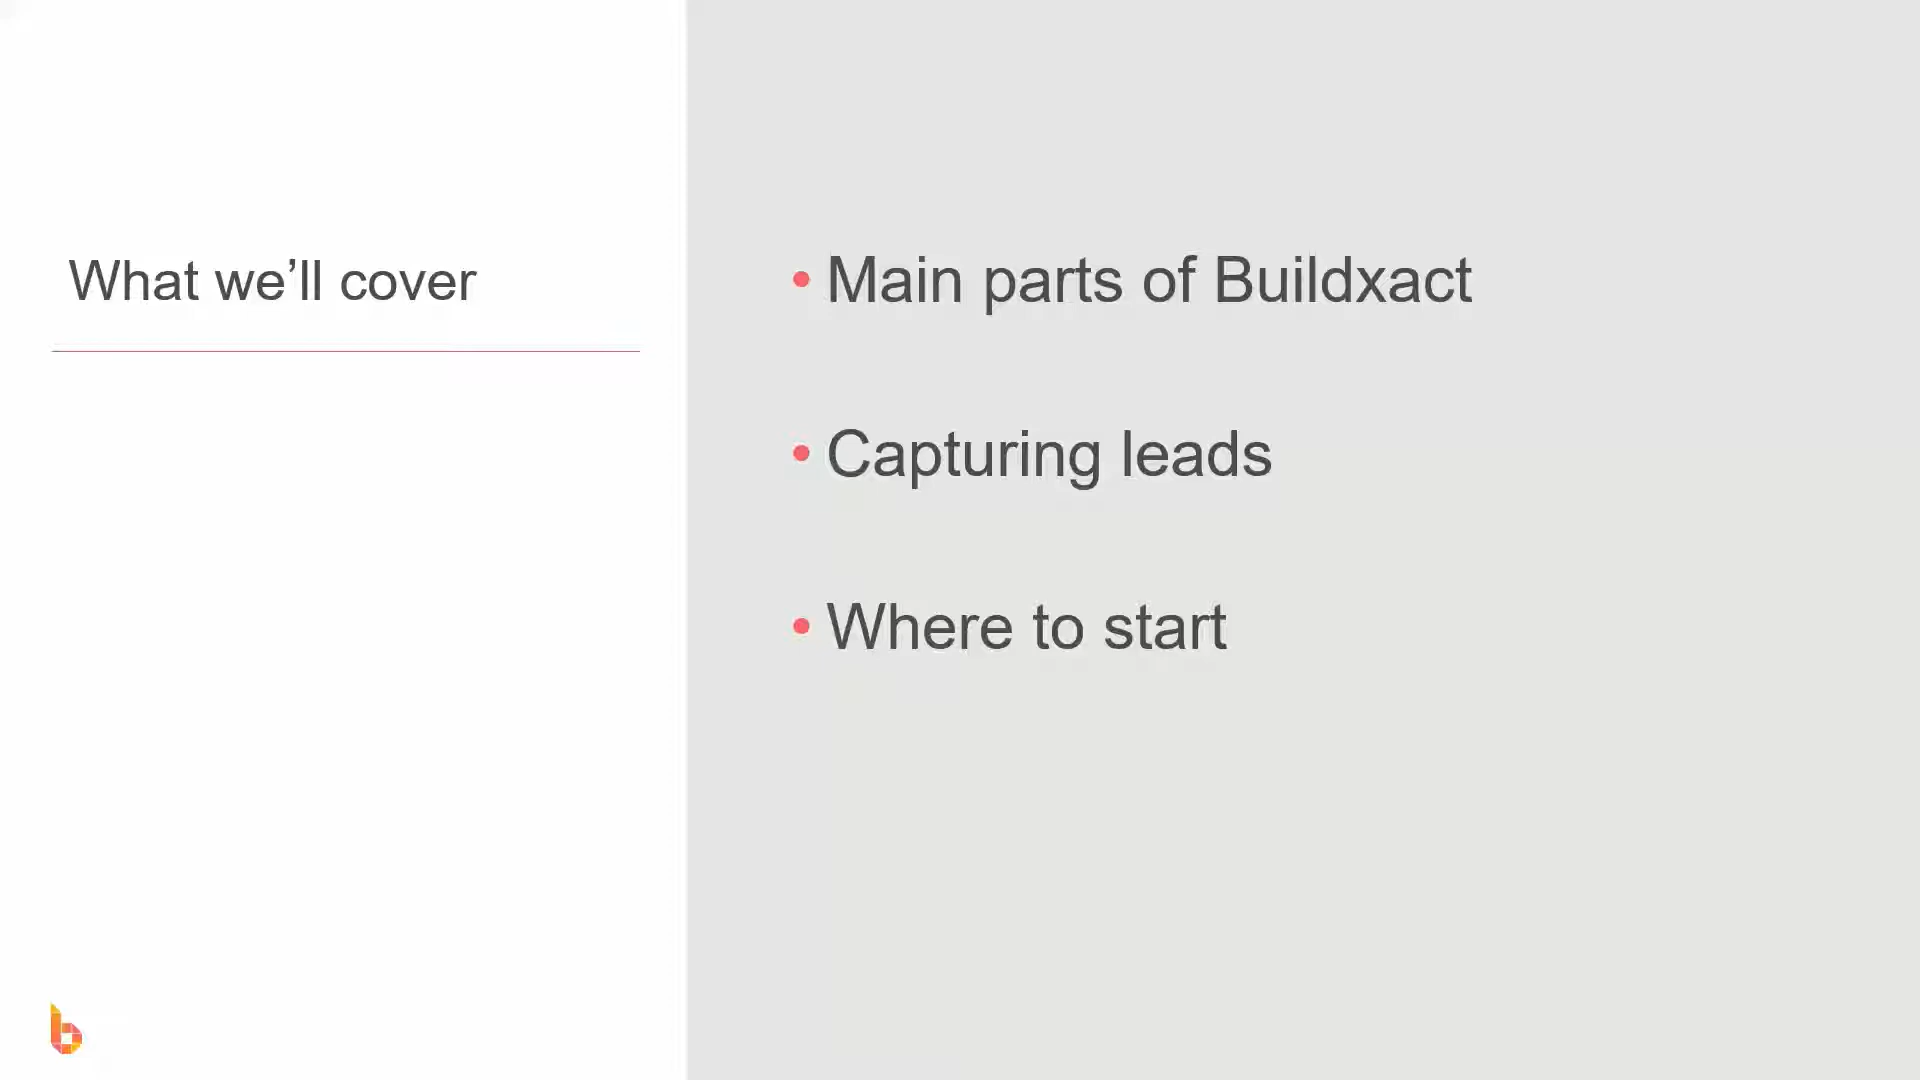 What we’ll cover
• Main parts of Buildxact
• Capturing leads
• Where to start